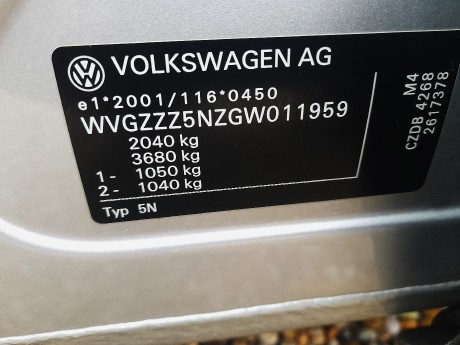 VOLKSWAGEN AG
e1*2001/116*0450
WVGZZZ5NZGW011959
2040 kg
3680 kg
1- 1050 kg
2- 1040 kg
Typ 5N
M4
CZDB 4268
2617378